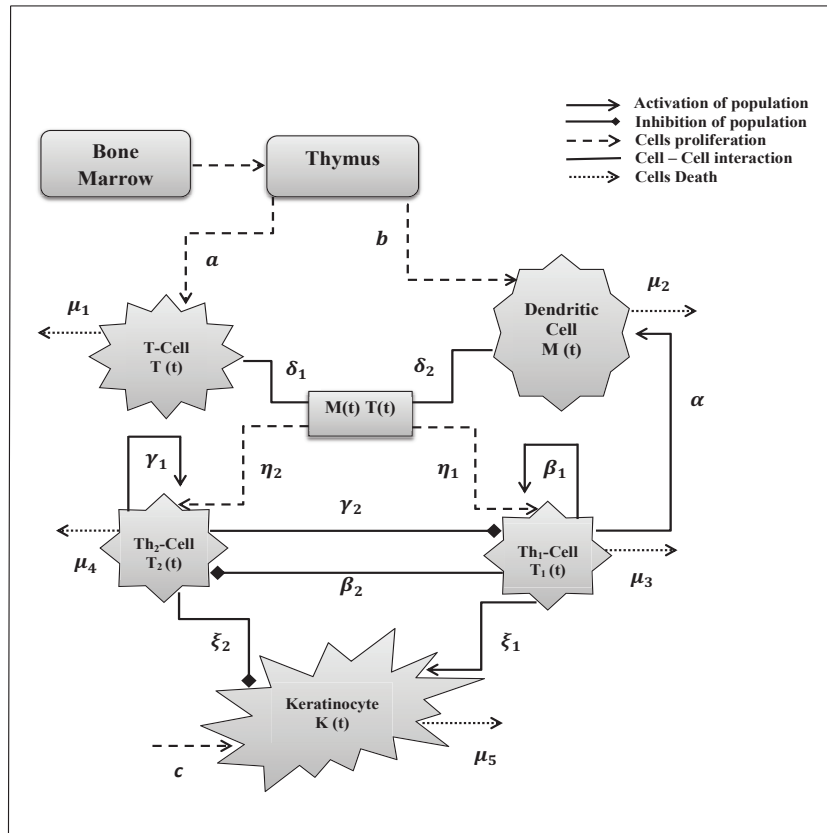 Activation of population
Inhibition of population
Cells proliferation
Cell – Cell interaction
Cells Death
Bone
Marrow
Thymus
a
b
μ₁
T-Cell
T (t)
Dendritic
Cell
M (t)
μ₂
δ₁
δ₂
M(t) T(t)
α
γ₁
η₂
η₁
β₁
γ₂
Th₂-Cell
T₂ (t)
μ₄
Th₁-Cell
T₁ (t)
μ₃
β₂
ξ₂
ξ₁
Keratinocyte
K (t)
μ₅
c